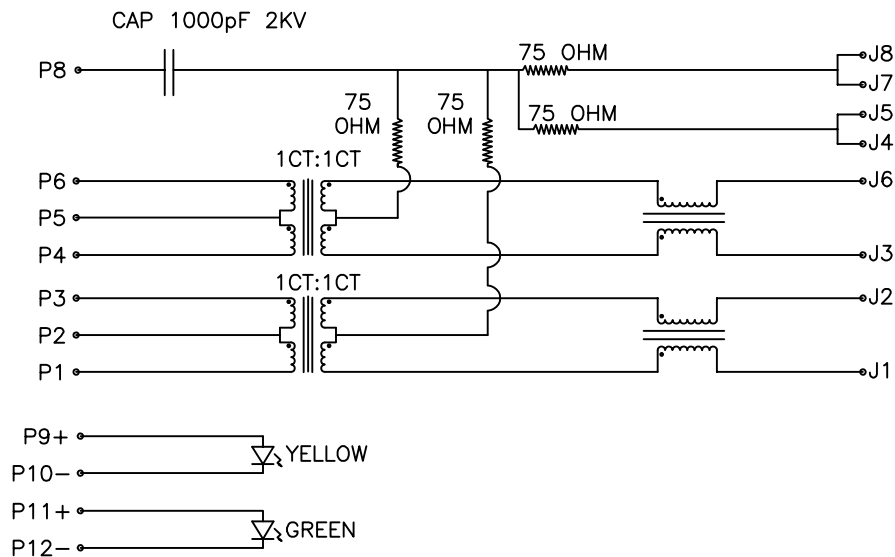 CAP 1000pF 2KV
75 OHM
J8
P8
J7
75
OHM
75
OHM
75 OHM
J5
J4
1CT:1CT
P6
J6
P5
P4
J3
1CT:1CT
P3
J2
P2
P1
J1
P9+
YELLOW
P10-
P11+
GREEN
P12-